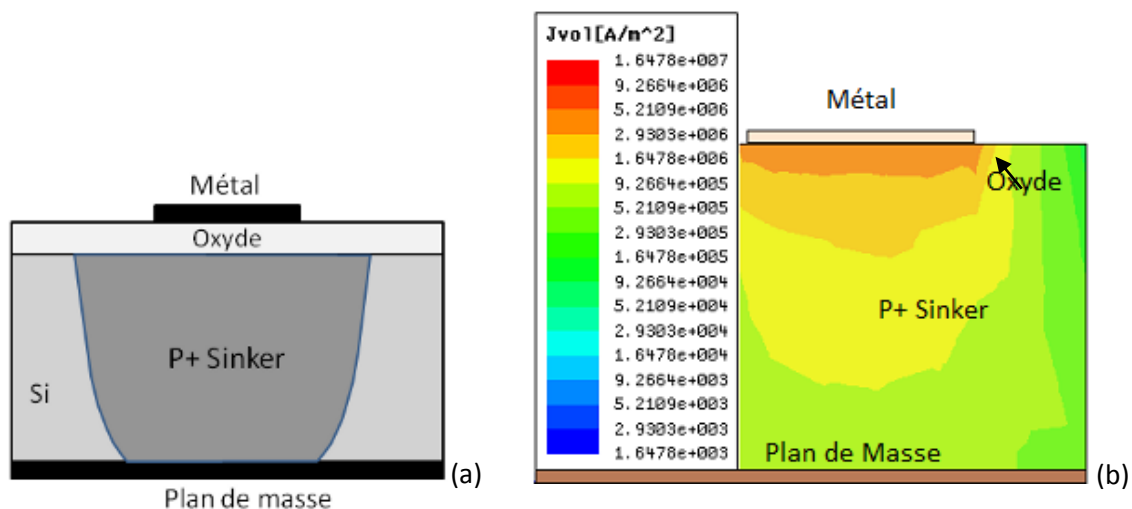 Métal
Oxyde
P+ Sinker
Si
Plan de masse
(a)
Jvol[A/m^2]
1.6478e+007
9.2664e+006
5.2109e+006
2.9303e+006
1.6478e+006
9.2664e+005
5.2109e+005
2.9303e+005
1.6478e+005
9.2664e+004
5.2109e+004
2.9303e+004
1.6478e+004
9.2664e+003
5.2109e+003
2.9303e+003
1.6478e+003
Métal
Oxyde
P+ Sinker
Plan de Masse
(b)